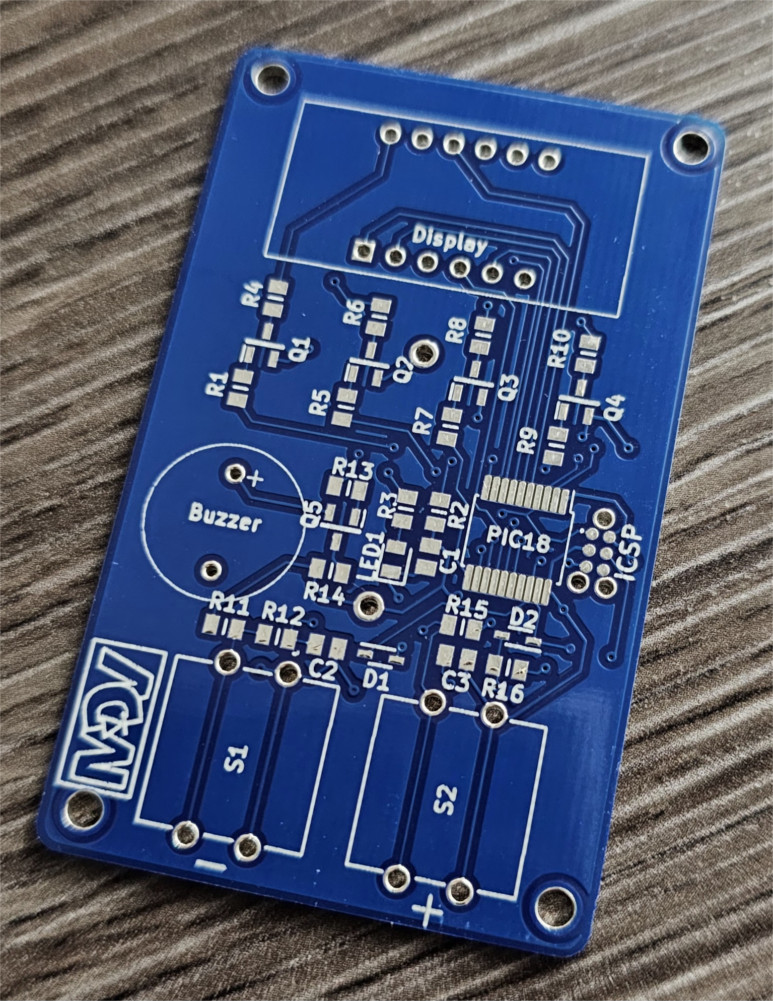 Display
R4
R6
R8
R10
Q1
Q2
Q3
Q4
R1
R5
R7
R9
R13
+
Buzzer
Q5
R3
R2
PIC18
ICSP
LED1
C1
R14
R11
R12
R15
D2
C2
D1
C3
R16
MDV
S1
S2
−
+